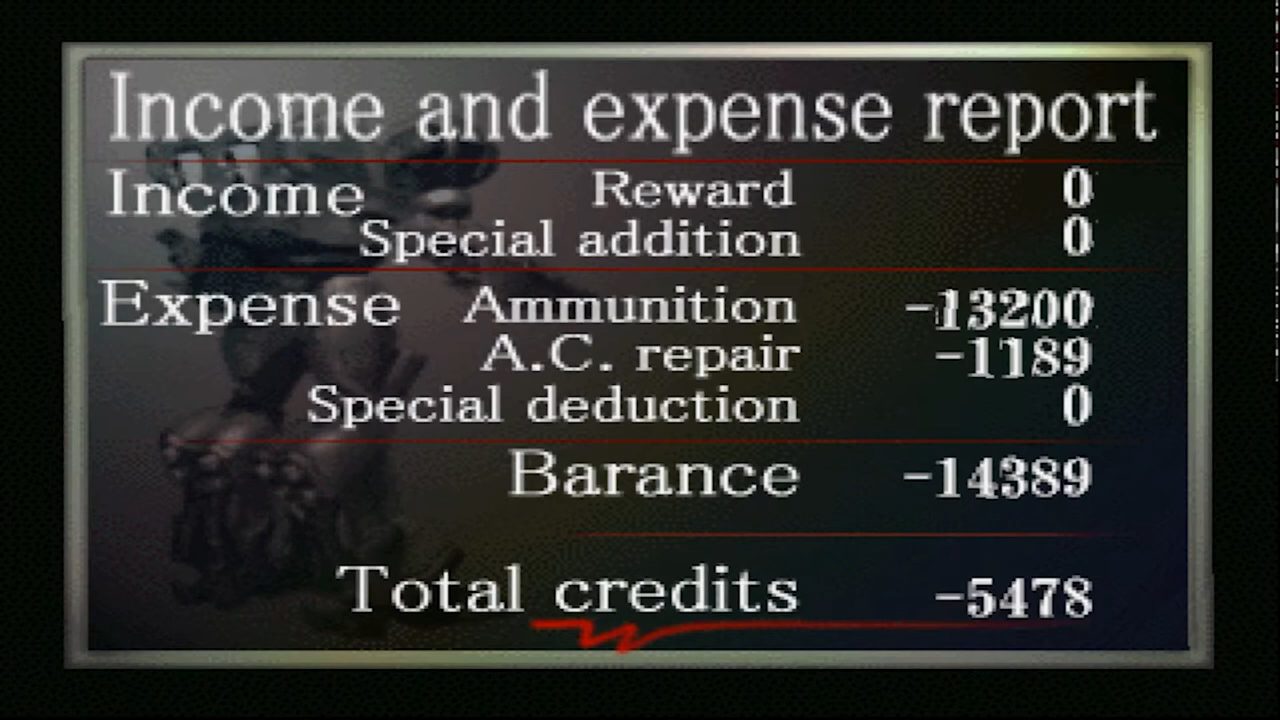 Income and expense report
Income Reward 0
Special addition 0
Expense Ammunition -13200
A.C. repair -1189
Special deduction 0
Barance -14389
Total credits -5478